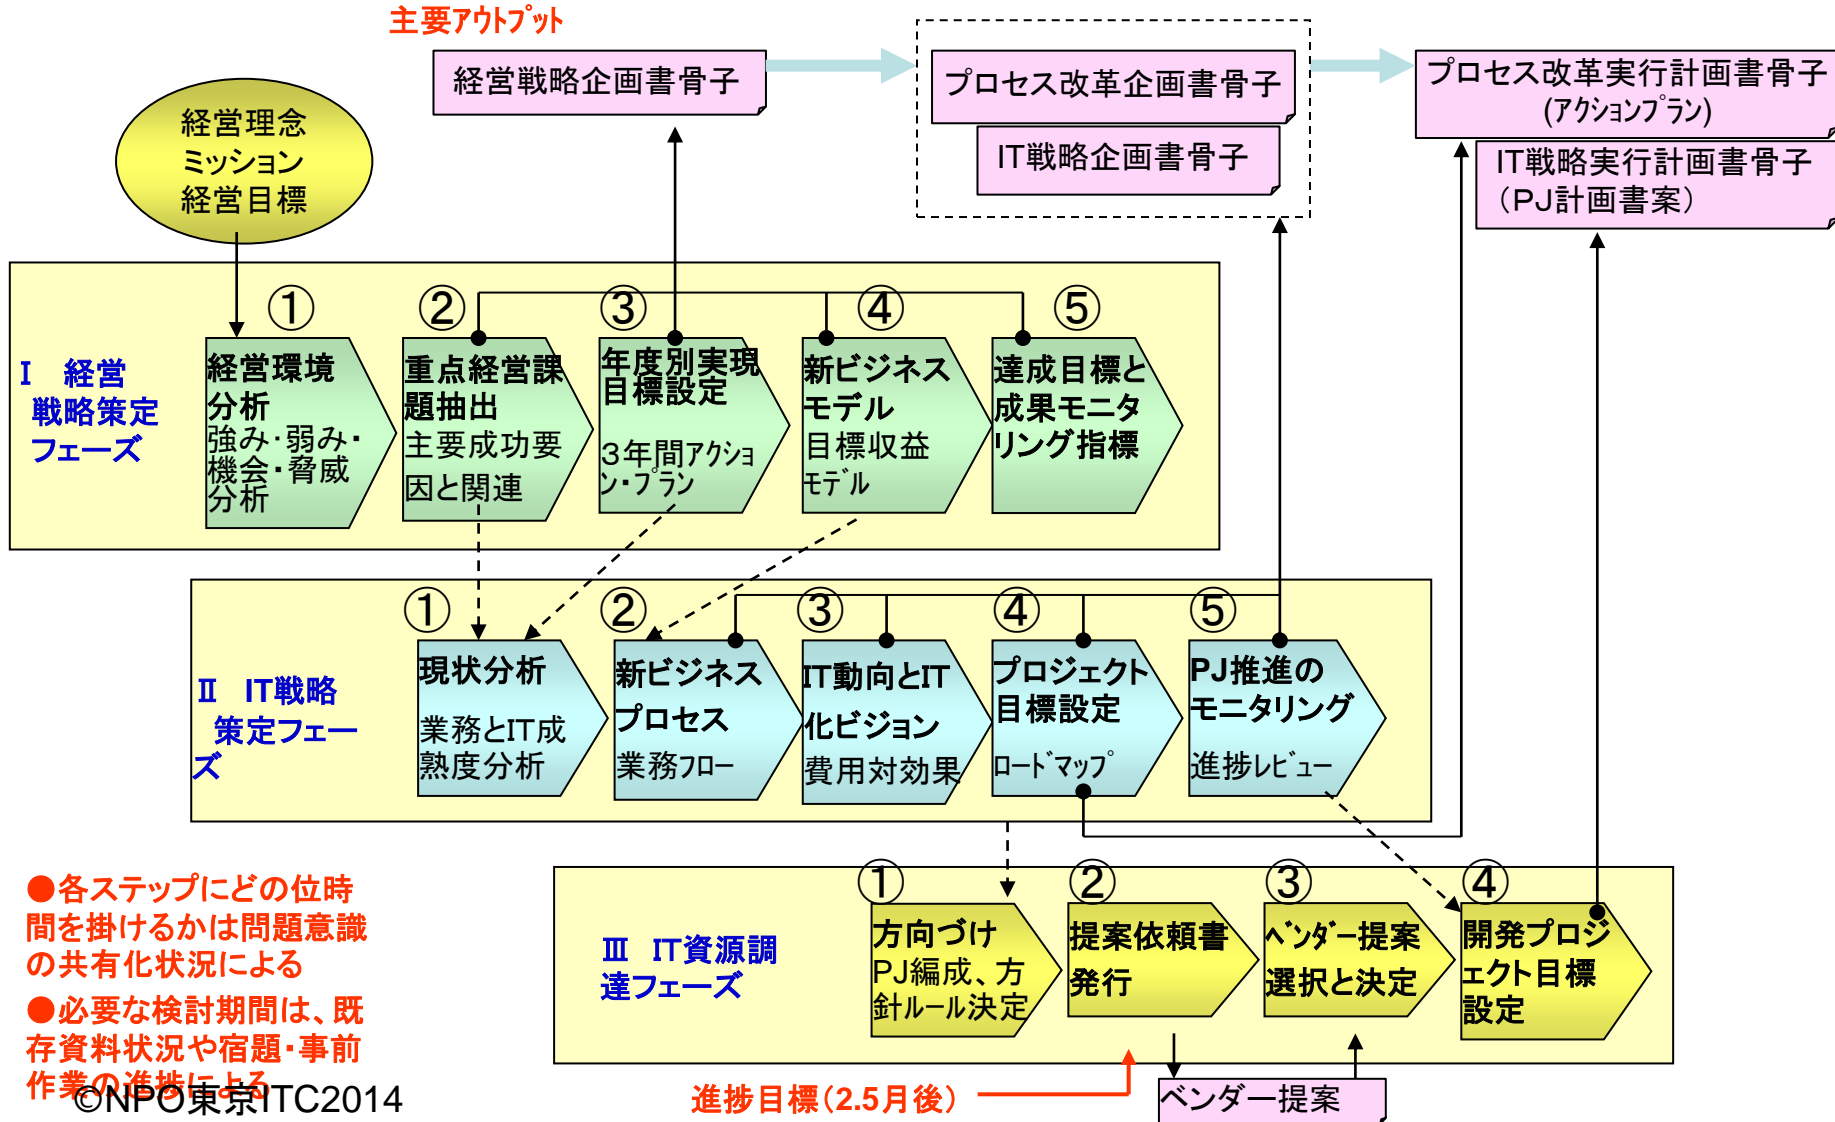 主要アウトプット
経営戦略企画書骨子
プロセス改革企画書骨子
IT戦略企画書骨子
プロセス改革実行計画書骨子
(アクションプラン)
IT戦略実行計画書骨子
（PJ計画書案）
経営理念
ミッション
経営目標
Ⅰ　経営
戦略策定
フェーズ
①
経営環境
分析
強み・弱み・
機会・脅威
分析
②
重点経営課
題抽出
主要成功要
因と関連
③
年度別実現
目標設定
３年間アクショ
ン・プラン
④
新ビジネス
モデル
目標収益
モデル
⑤
達成目標と
成果モニタ
リング指標
Ⅱ　IT戦略
策定フェー
ズ
①
現状分析
業務とIT成
熟度分析
②
新ビジネス
プロセス
業務フロー
③
IT動向とIT
化ビジョン
費用対効果
④
プロジェクト
目標設定
ロードマップ
⑤
PJ推進の
モニタリング
進捗レビュー
Ⅲ　IT資源調
達フェーズ
①
方向づけ
PJ編成、方
針ルール決定
②
提案依頼書
発行
③
ベンダー提案
選択と決定
④
開発プロジ
ェクト目標
設定
●各ステップにどの位時
間を掛けるかは問題意識
の共有化状況による
●必要な検討期間は、既
存資料状況や宿題・事前
作業の進捗による
©NPO東京ITC2014
進捗目標（2.5月後）
ベンダー提案